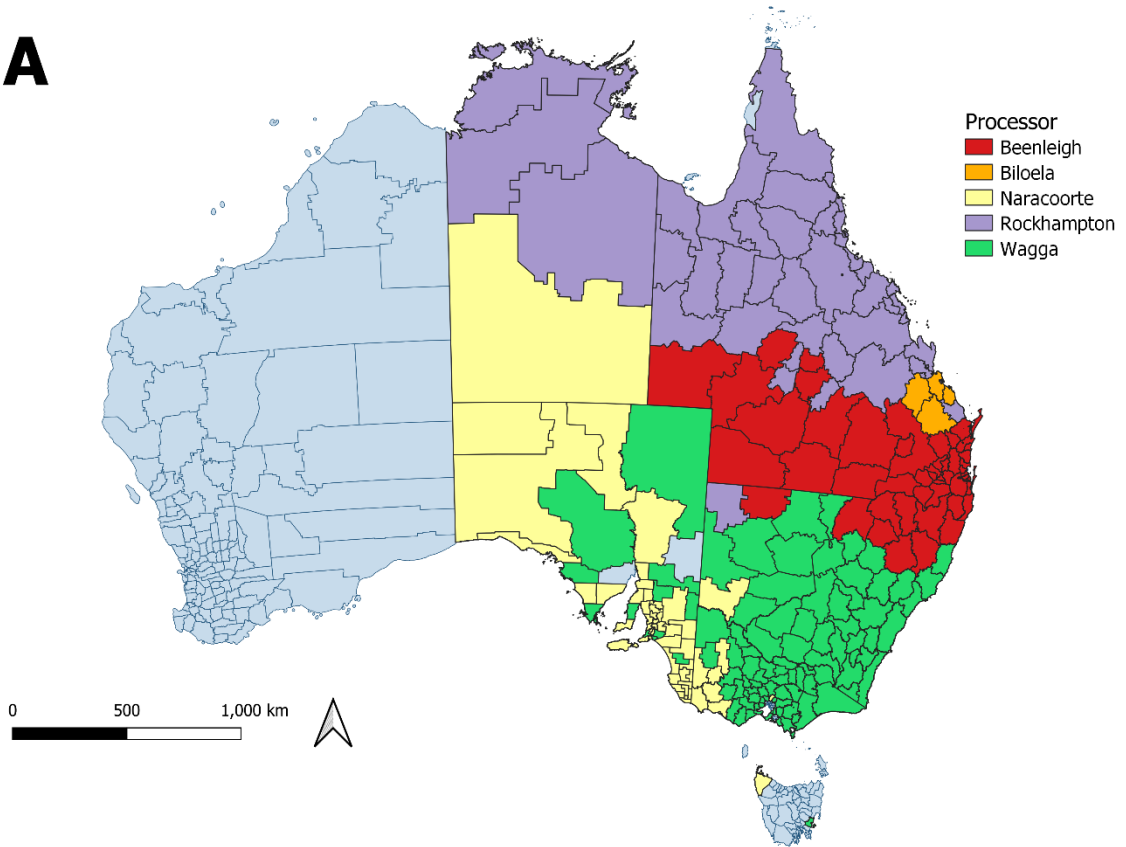 A
Processor
Beenleigh
Biloela
Naracoorte
Rockhampton
Wagga
0 500 1,000 km